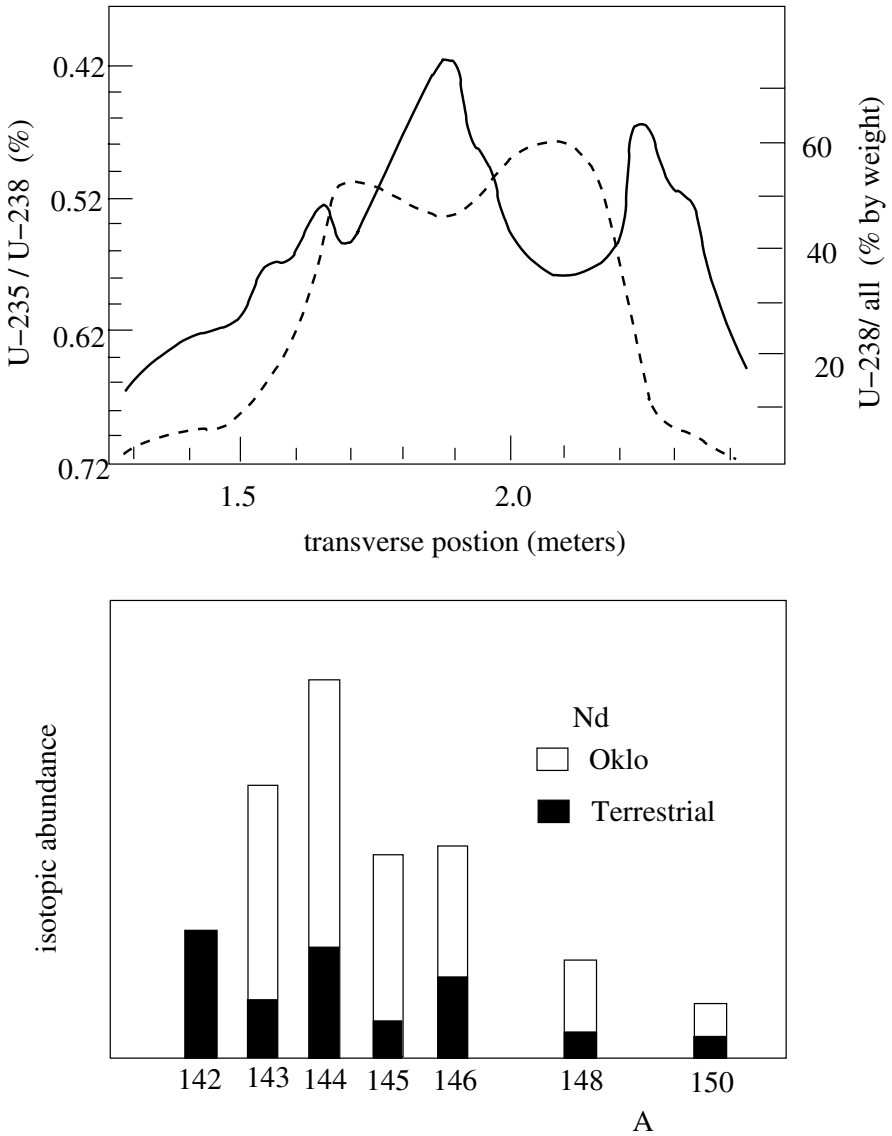 U-235 / U-238 (%)
0.42
0.52
0.62
0.72
60
40
20
U-238/ all (% by weight)
1.5 2.0
transverse postion (meters)
isotopic abundance
Nd
Oklo
Terrestrial
142 143 144 145 146 148 150
A